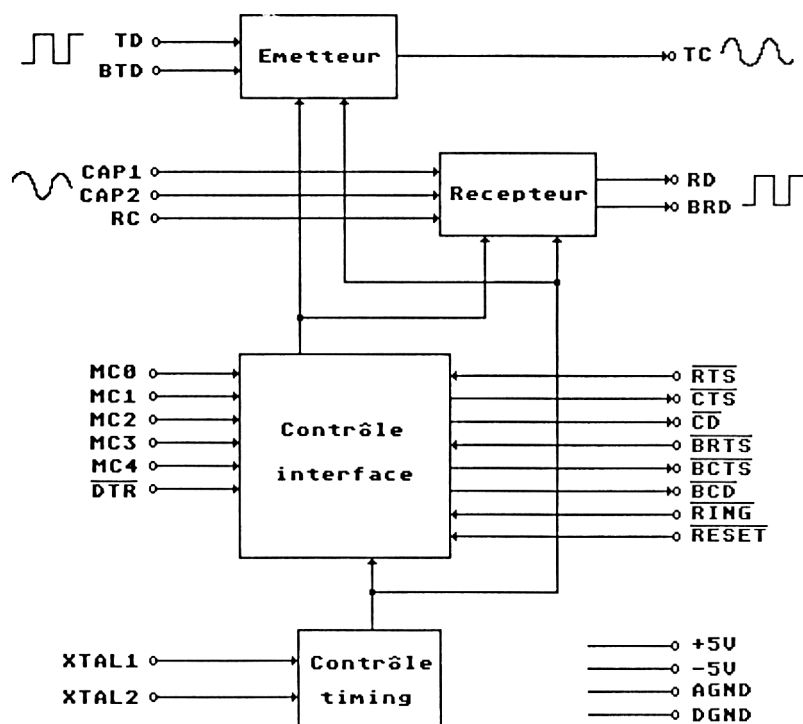 TD
BTD
Emetteur
TC
CAP1
CAP2
RC
Recepteur
RD
BRD
MC0
MC1
MC2
MC3
MC4
DTR
Contrôle
interface
RTS
CTS
CD
BRTS
BCTS
BCD
RING
RESET
XTAL1
XTAL2
Contrôle
timing
+5V
-5V
AGND
DGND